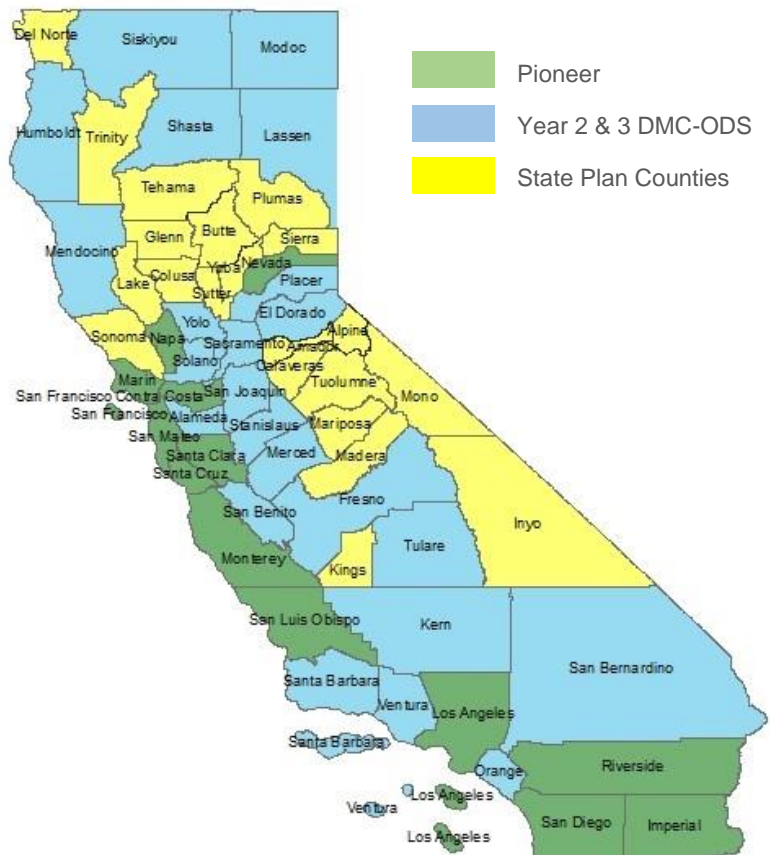 Del Norte
Siskiyou
Modoc
Pioneer
Year 2 & 3 DMC-ODS
State Plan Counties
Humboldt
Trinity
Shasta
Lassen
Tehama
Plumas
Mendocino
Glenn
Butte
Sierra
Lake
Colusa
Yuba
Sutter
Nevada
Placer
Yolo
El Dorado
Sonoma
Napa
Sacramento
Alpine
Amador
Solano
Calaveras
Marin
Tuolumne
Mono
San Francisco
Contra Costa
San Joaquin
San Francisco
Alameda
Stanislaus
Mariposa
San Mateo
Santa Clara
Merced
Madera
Santa Cruz
Fresno
San Benito
Inyo
Monterey
Kings
Tulare
San Luis Obispo
Kern
San Bernardino
Santa Barbara
Ventura
Los Angeles
Santa Barbara
Orange
Riverside
Los Angeles
Ventura
San Diego
Imperial
Los Angeles